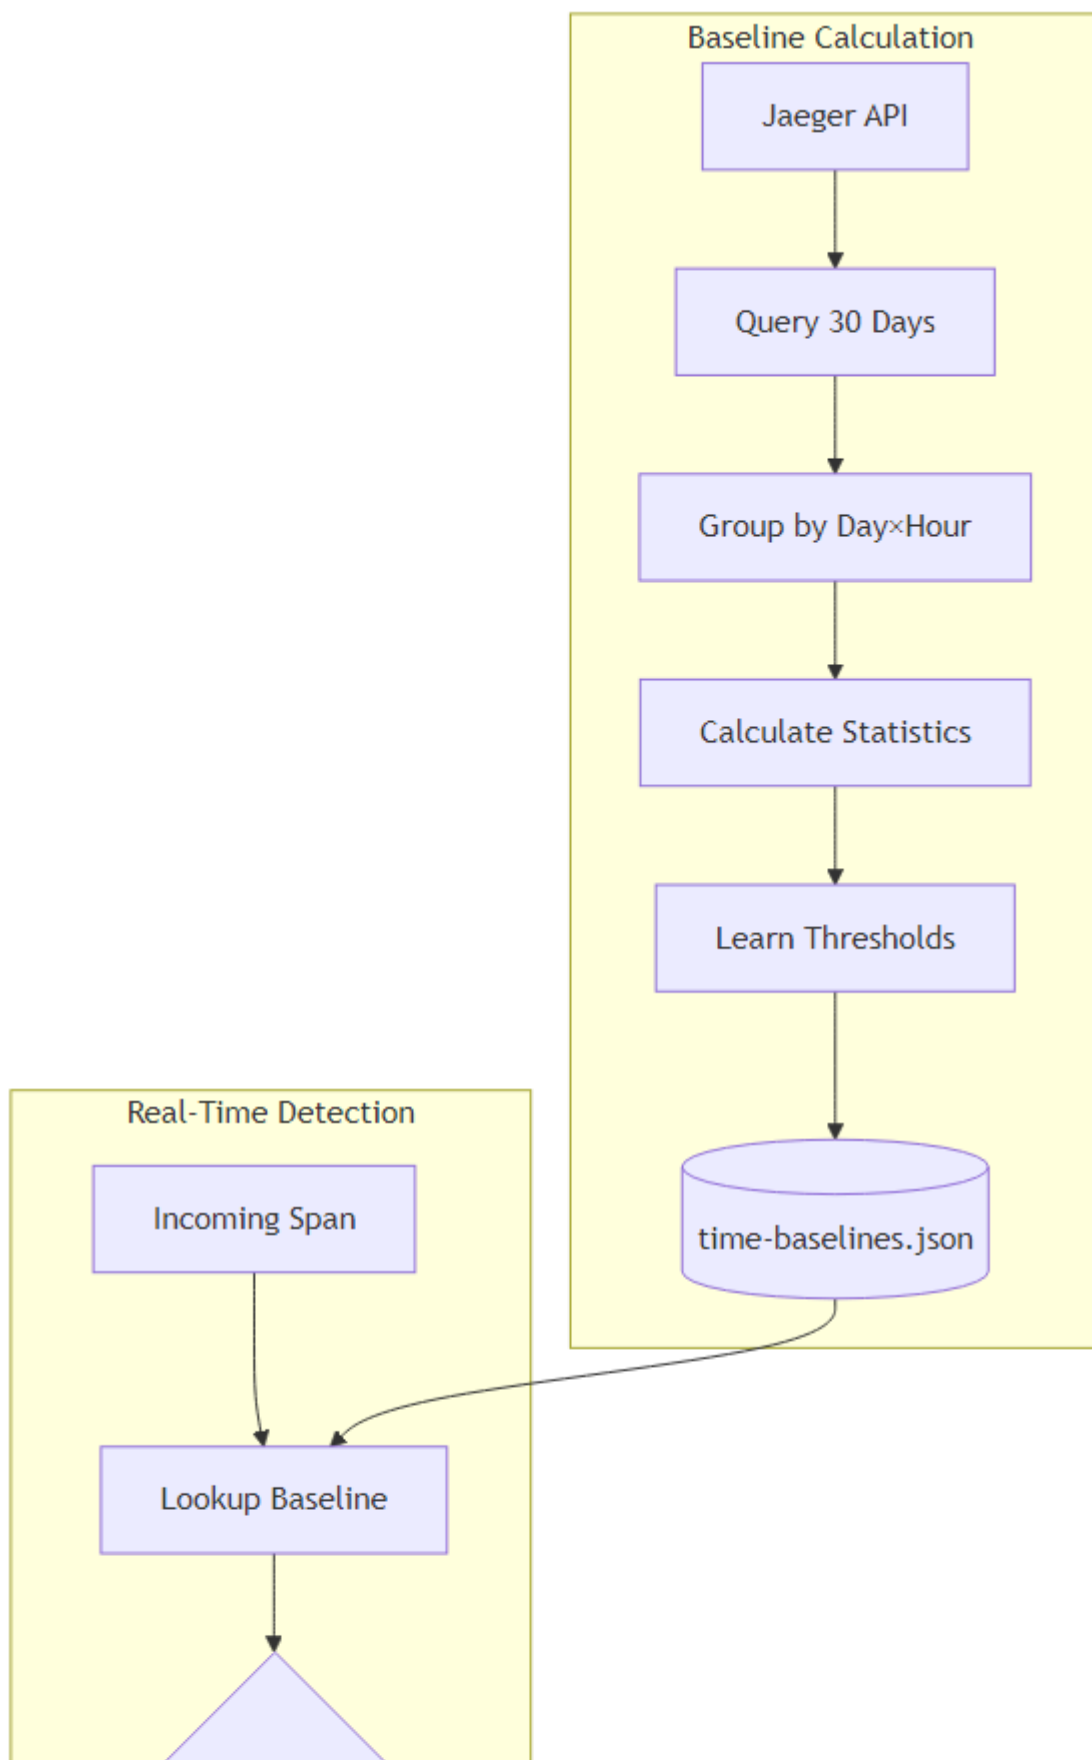 Baseline Calculation
Jaeger API
Query 30 Days
Group by Day×Hour
Calculate Statistics
Learn Thresholds
time-baselines.json
Real-Time Detection
Incoming Span
Lookup Baseline